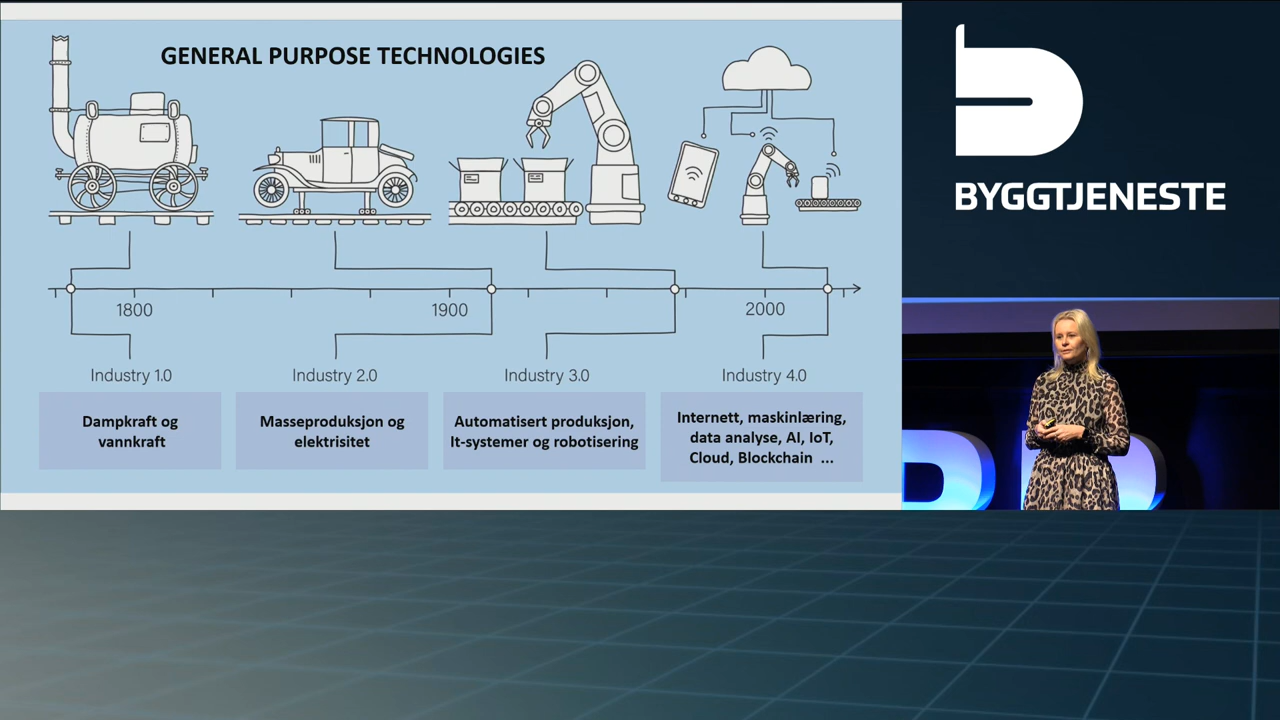 GENERAL PURPOSE TECHNOLOGIES
1800
1900
2000
Industry 1.0
Industry 2.0
Industry 3.0
Industry 4.0
Dampkraft og
vannkraft
Masseproduksjon og
elektrisitet
Automatisert produksjon,
It-systemer og robotisering
Internett, maskinlæring,
data analyse, AI, IoT,
Cloud, Blockchain ...
BYGGTJENESTE